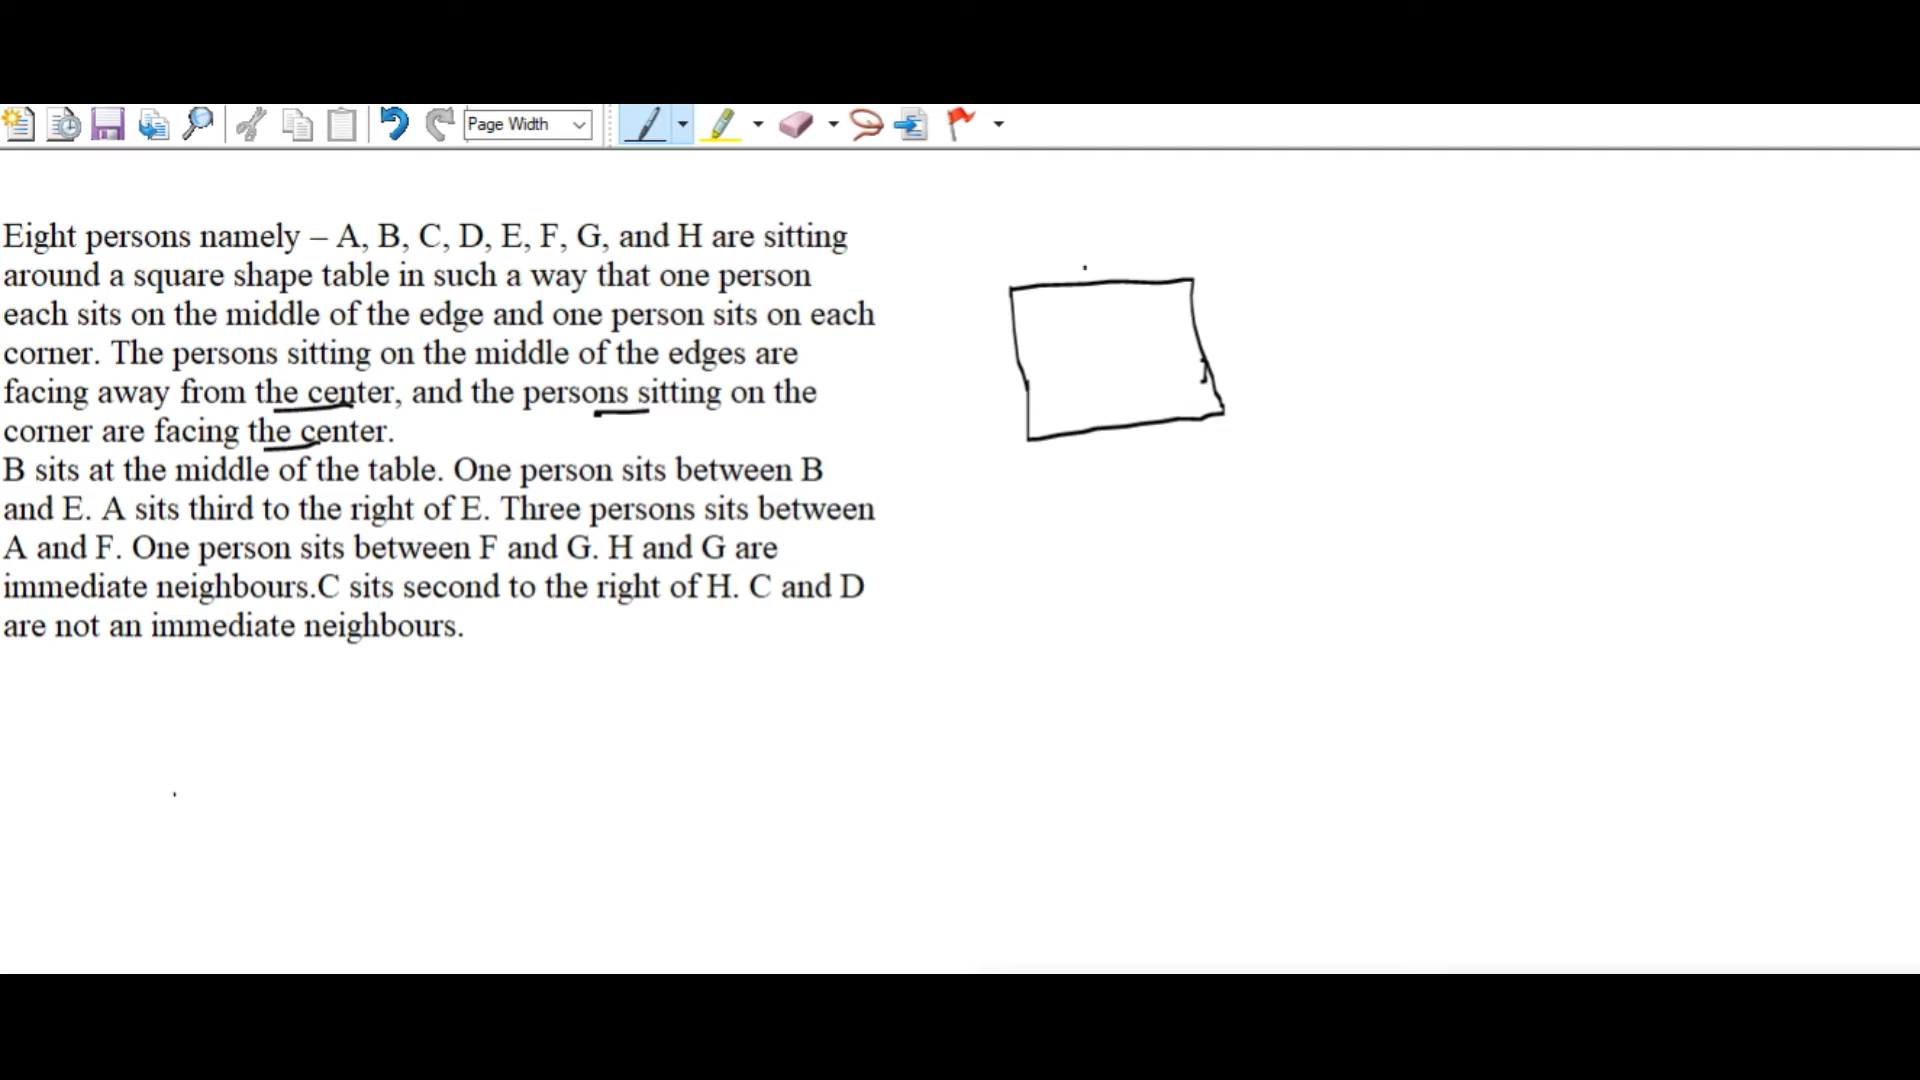 Page Width
Eight persons namely – A, B, C, D, E, F, G, and H are sitting
around a square shape table in such a way that one person
each sits on the middle of the edge and one person sits on each
corner. The persons sitting on the middle of the edges are
facing away from the center, and the persons sitting on the
corner are facing the center.
B sits at the middle of the table. One person sits between B
and E. A sits third to the right of E. Three persons sits between
A and F. One person sits between F and G. H and G are
immediate neighbours.C sits second to the right of H. C and D
are not an immediate neighbours.